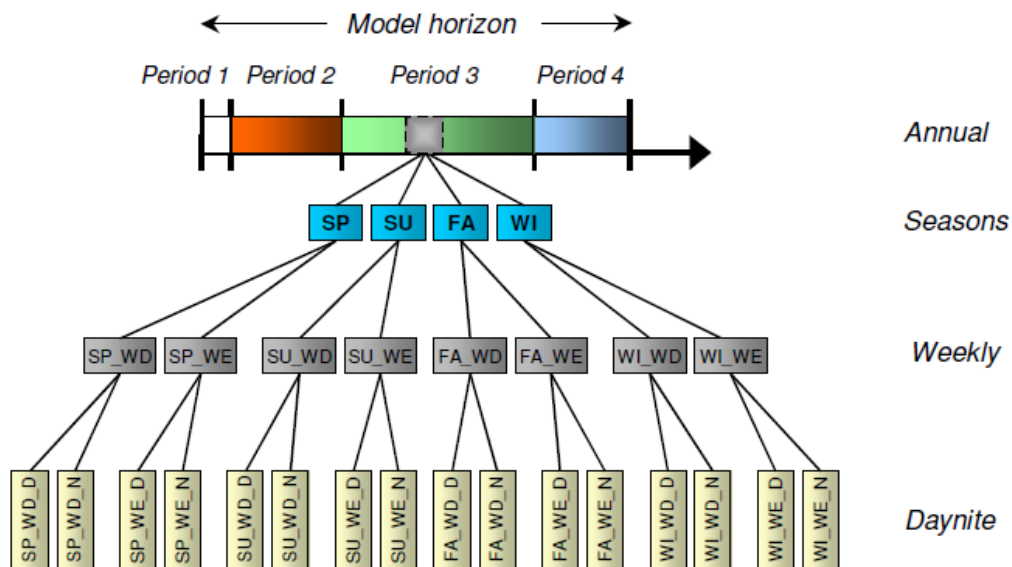 Model horizon
Period 1 Period 2 Period 3 Period 4
Annual
SP SU FA WI
Seasons
SP_WD SP_WE SU_WD SU_WE FA_WD FA_WE WI_WD WI_WE
Weekly
SP_WD_D SP_WD_N SP_WE_D SP_WE_N SU_WD_D SU_WD_N SU_WE_D SU_WE_N FA_WD_D FA_WD_N FA_WE_D FA_WE_N WI_WD_D WI_WD_N WI_WE_D WI_WE_N
Daynite